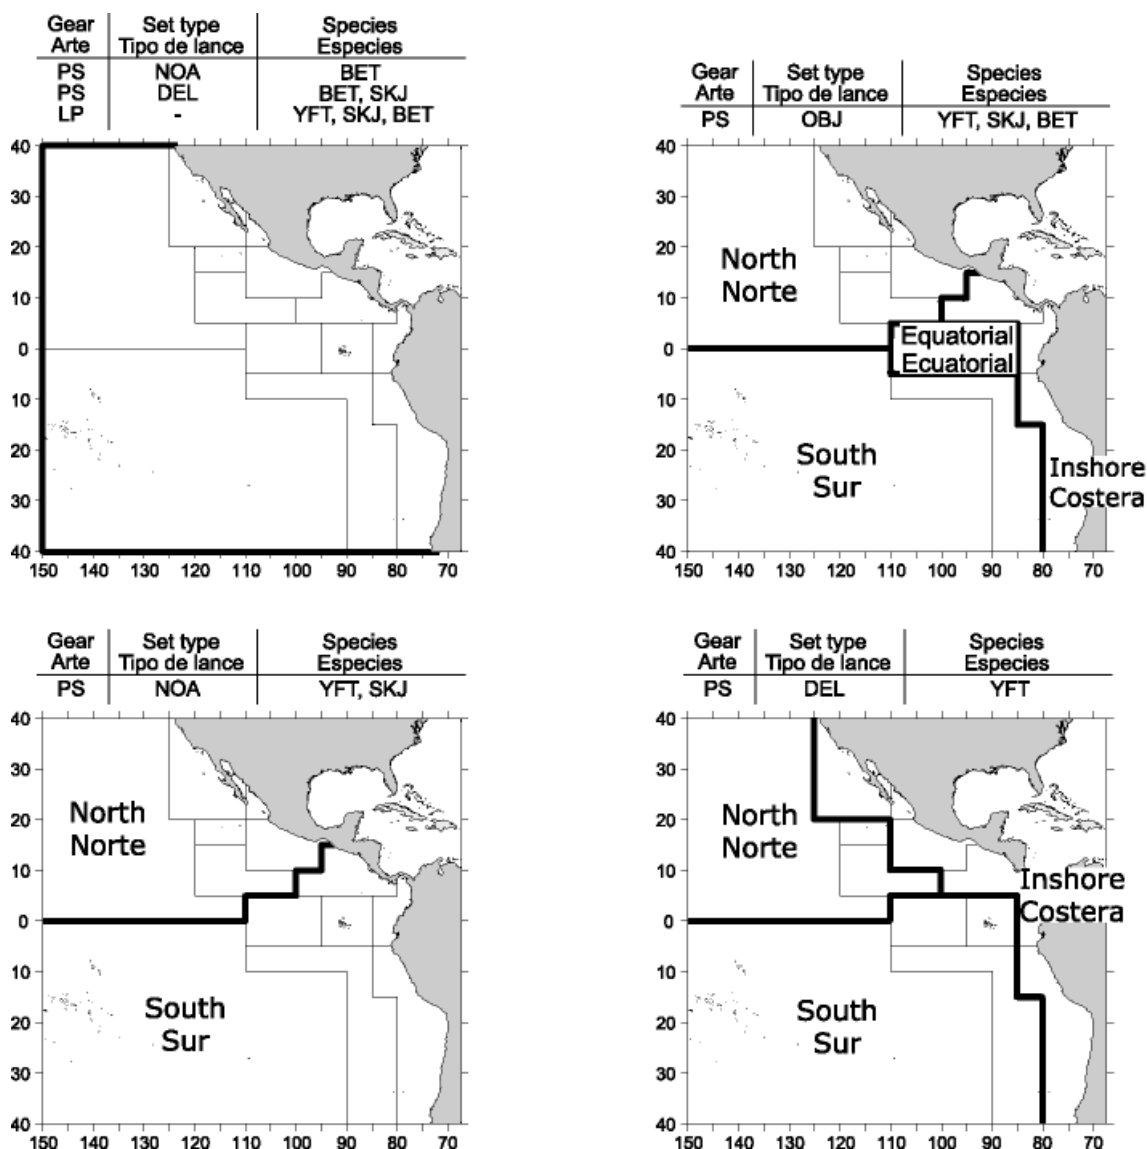 Gear Set type Species
Arte Tipo de lance Especies
PS NOA BET
PS DEL BET, SKJ
LP - YFT, SKJ, BET
40
30
20
10
0
10
20
30
40
150 140 130 120 110 100 90 80 70
Gear Set type Species
Arte Tipo de lance Especies
PS OBJ YFT, SKJ, BET
40
30
20
10
0
10
20
30
40
North
Norte
Equatorial
Ecuatorial
South
Sur
Inshore
Costera
150 140 130 120 110 100 90 80 70
Gear Set type Species
Arte Tipo de lance Especies
PS NOA YFT, SKJ
40
30
20
10
0
10
20
30
40
North
Norte
South
Sur
150 140 130 120 110 100 90 80 70
Gear Set type Species
Arte Tipo de lance Especies
PS DEL YFT
40
30
20
10
0
10
20
30
40
North
Norte
Inshore
Costera
South
Sur
150 140 130 120 110 100 90 80 70